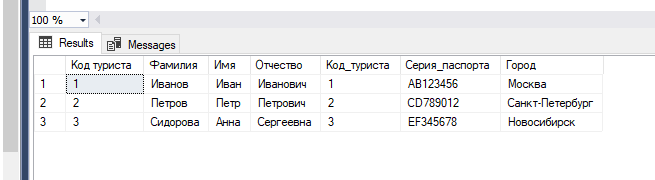 100 %
Results Messages
Код туриста Фамилия Имя Отчество Код_туриста Серия_паспорта Город
1 1 Иванов Иван Иванович 1 AB123456 Москва
2 2 Петров Петр Петрович 2 CD789012 Санкт-Петербург
3 3 Сидорова Анна Сергеевна 3 EF345678 Новосибирск